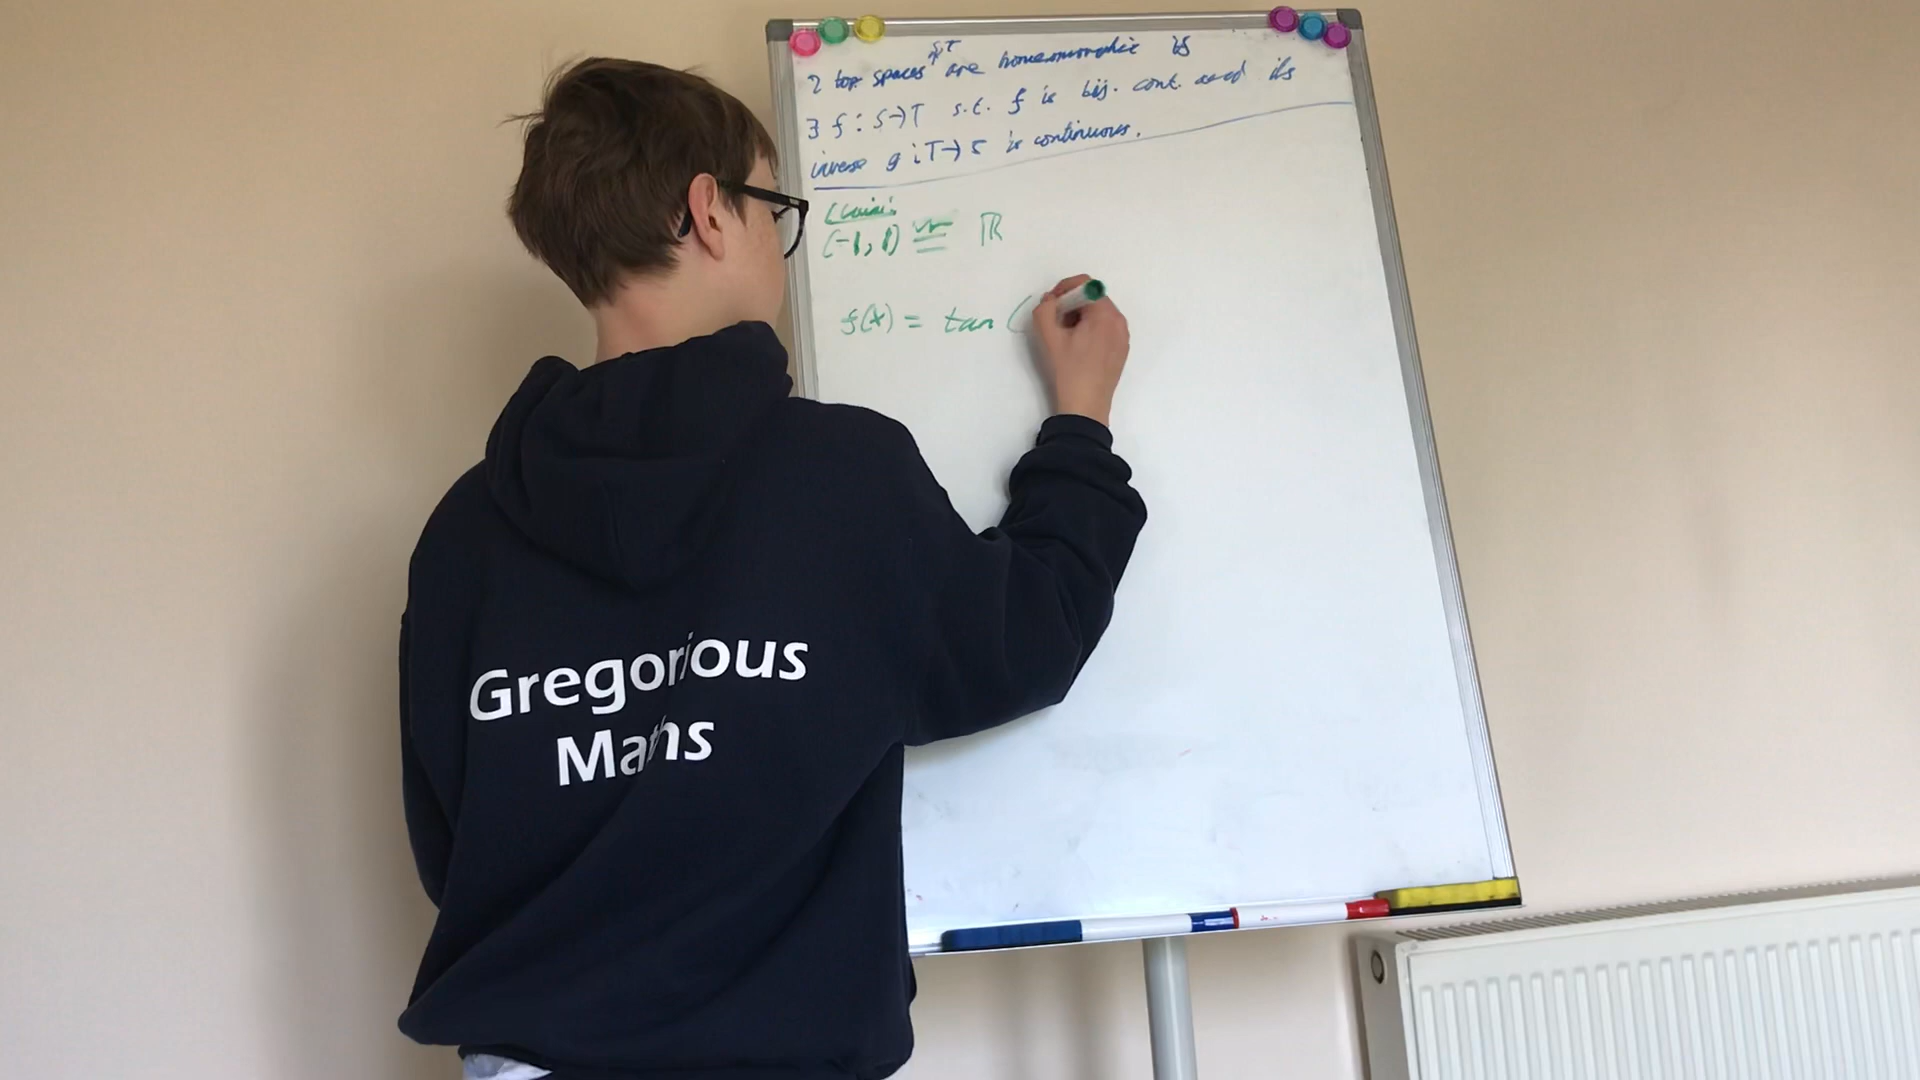 2 top spaces S,T are homeomorphic if
∃ f : S→T s.t. f is bij. cont. and its
inverse g : T→S is continuous.
Claim:
(-1, 1) ≅ ℝ
f(x) = tan (
Gregorious
Maths